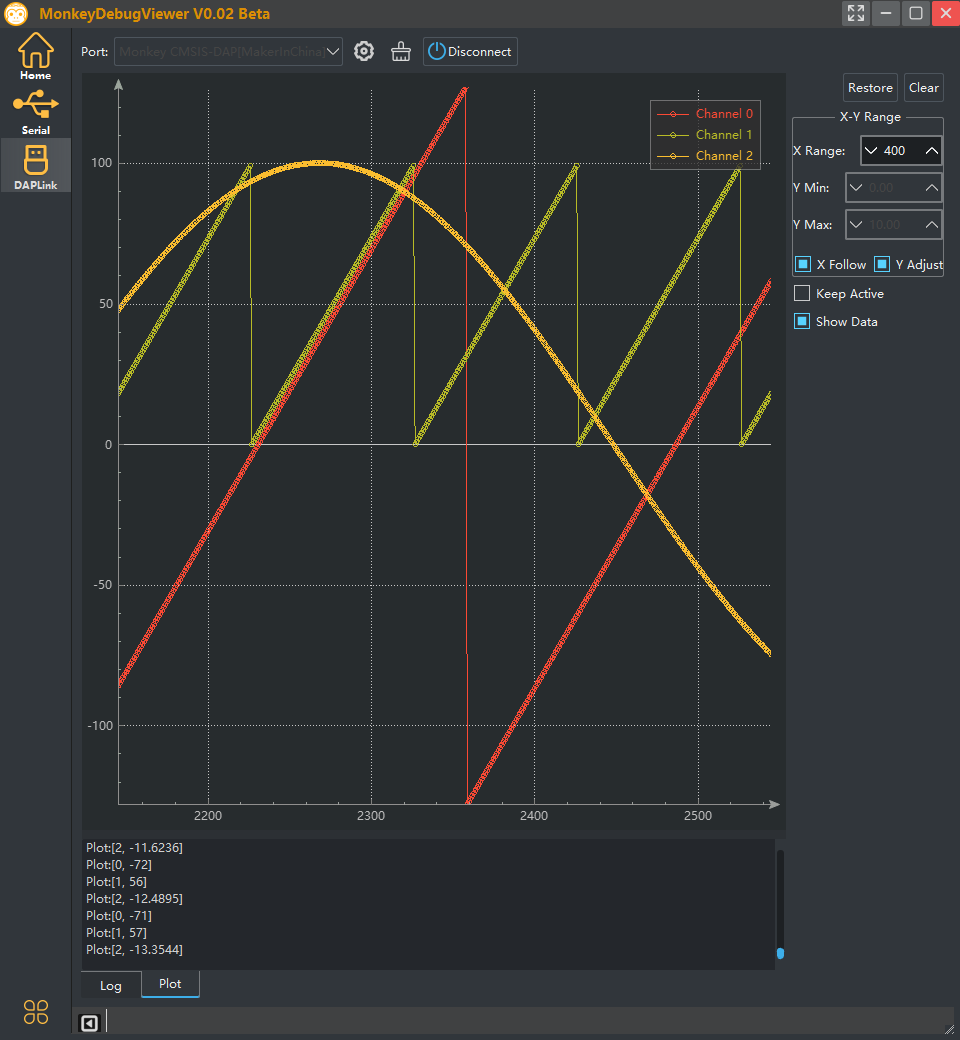 MonkeyDebugViewer V0.02 Beta
Home
Serial
DAPLink
Port: Monkey CMSIS-DAP[MakerInChina] Disconnect
Channel 0
Channel 1
Channel 2
100
50
0
-50
-100
2200 2300 2400 2500
Restore Clear
X-Y Range
X Range: 400
Y Min: 0.00
Y Max: 10.00
X Follow Y Adjust
Keep Active
Show Data
Plot:[2, -11.6236]
Plot:[0, -72]
Plot:[1, 56]
Plot:[2, -12.4895]
Plot:[0, -71]
Plot:[1, 57]
Plot:[2, -13.3544]
Log Plot